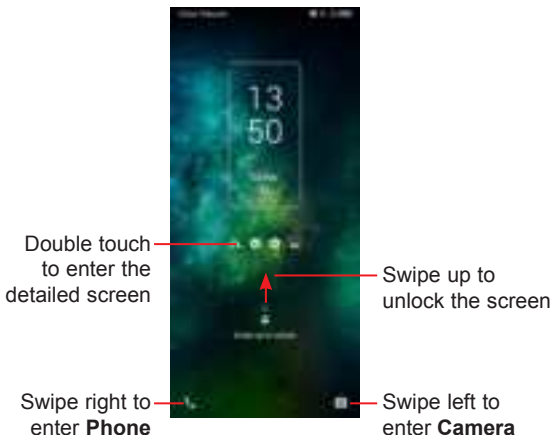 13
50
Double touch
to enter the
detailed screen
Swipe up to
unlock the screen
Swipe right to
enter Phone
Swipe left to
enter Camera